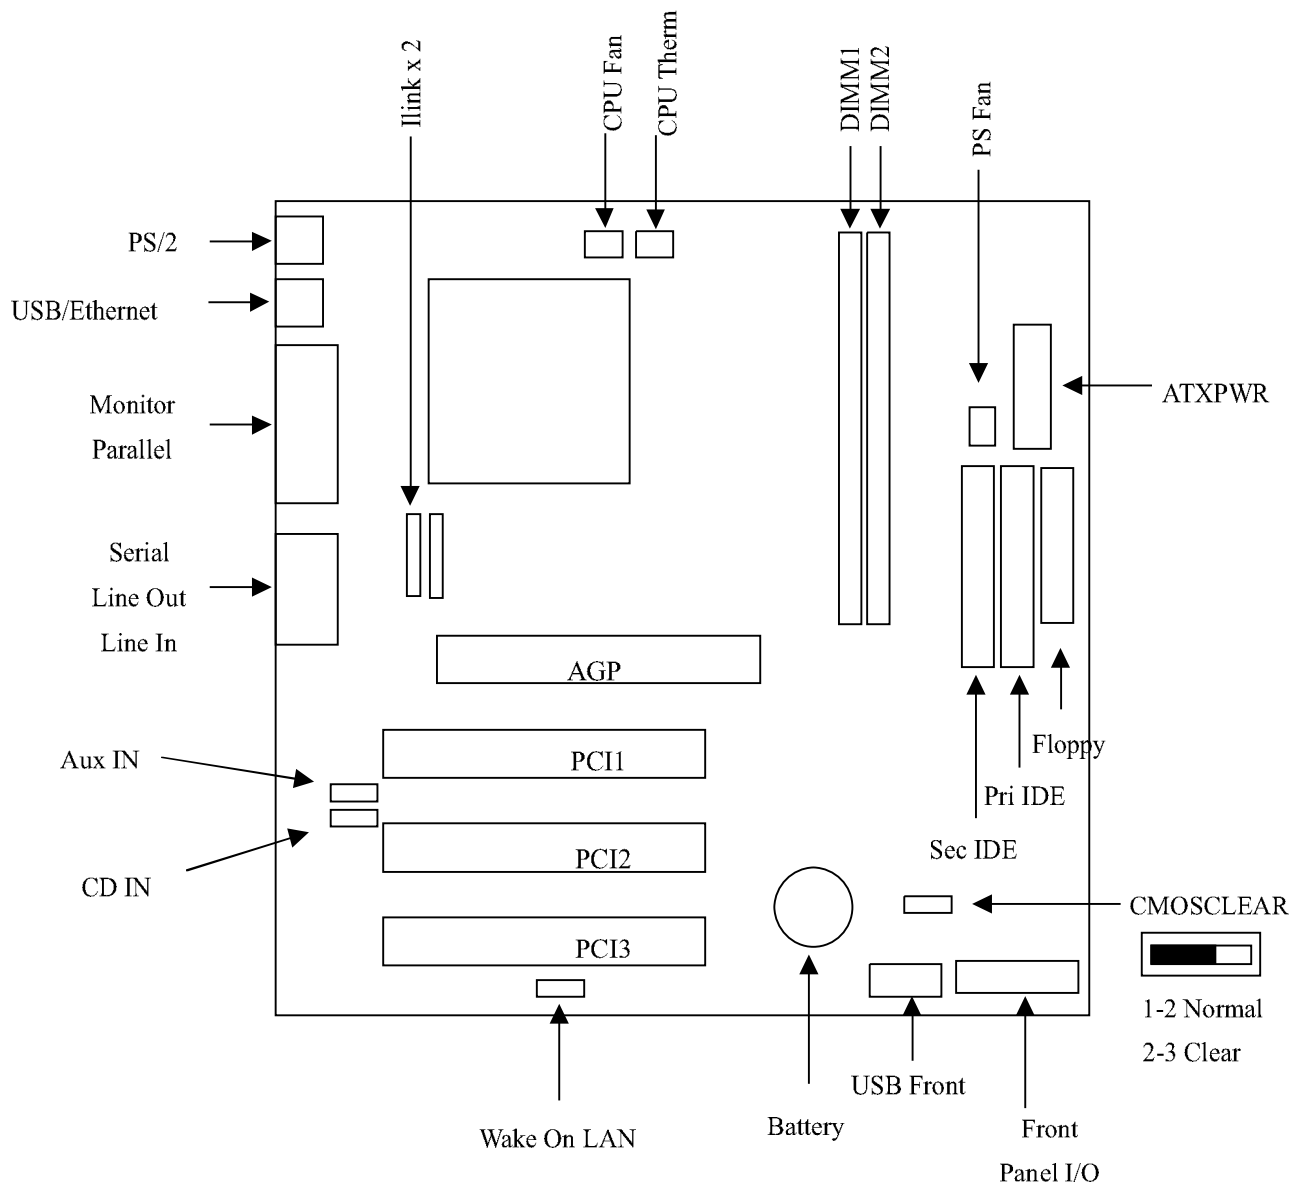 Ilink x 2
CPU Fan
CPU Therm
DIMM1
DIMM2
PS Fan
PS/2
USB/Ethernet
Monitor
Parallel
ATXPWR
Serial
Line Out
Line In
AGP
Floppy
Aux IN
PCI1
Pri IDE
Sec IDE
PCI2
CD IN
CMOSCLEAR
PCI3
1-2 Normal
2-3 Clear
USB Front
Battery
Wake On LAN
Front
Panel I/O